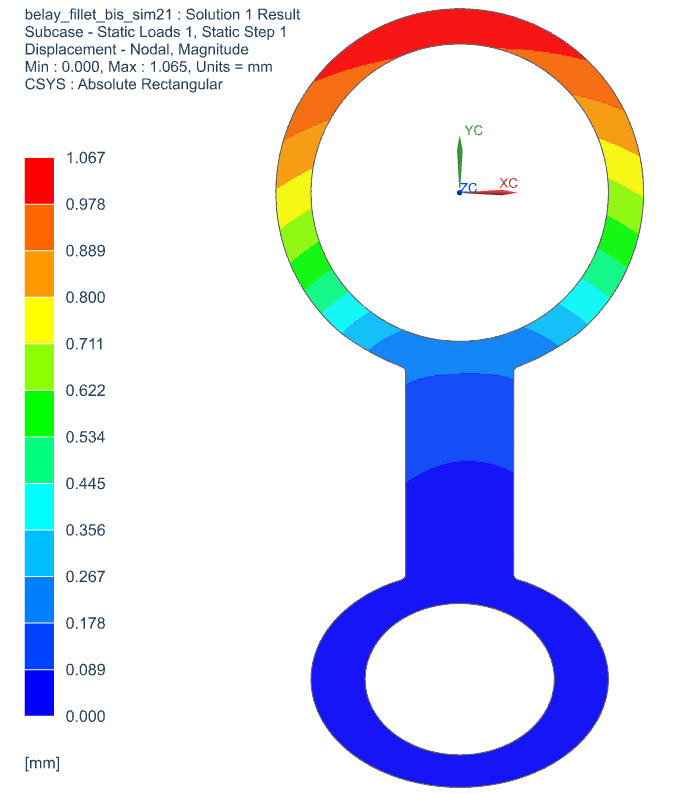 belay_fillet_bis_sim21 : Solution 1 Result
Subcase - Static Loads 1, Static Step 1
Displacement - Nodal, Magnitude
Min : 0.000, Max : 1.065, Units = mm
CSYS : Absolute Rectangular
YC
ZC
XC
1.067
0.978
0.889
0.800
0.711
0.622
0.534
0.445
0.356
0.267
0.178
0.089
0.000
[mm]